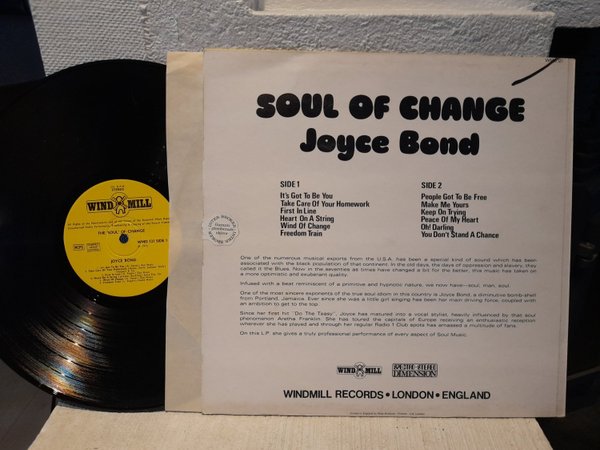 SOUL OF CHANGE
Joyce Bond
SIDE 1
It's Got To Be You
Take Care Of Your Homework
First In Line
Heart On A String
Wind Of Change
Freedom Train
SIDE 2
People Got To Be Free
Make Me Yours
Keep On Trying
Peace Of My Heart
Oh! Darling
You Don't Stand A Chance
One of the numerous musical exports from the U.S.A. has been a special kind of sound which has been
associated with the black population of that continent. In the old days, the days of oppression and slavery, they
called it the Blues. Now in the seventies as times have changed a bit for the better, this music has taken on
a more optimistic and exuberant quality.
Infused with a beat reminiscent of a primitive and hypnotic nature, we now have—soul; man, soul.
One of the most sincere exponents of the true soul idiom in this country is Joyce Bond, a diminutive bomb-shell
from Portland, Jamaica. Ever since she was a little girl singing has been her main driving force, coupled with
an ambition to get to the top.
Since her first hit "Do The Teasy", Joyce has matured into a vocal stylist, heavily influenced by that soul
phenomenon Aretha Franklin. She has toured the capitals of Europe receiving an enthusiastic reception
wherever she has played and through her regular Radio 1 Club spots has amassed a multitude of fans.
On this L.P. she gives a truly professional performance of every aspect of Soul Music.
WIND MILL
STEREO
DIMENSION
WINDMILL RECORDS • LONDON • ENGLAND
WIND MILL
THE 'SOUL' OF CHANGE
SIDE 1
JOYCE BOND